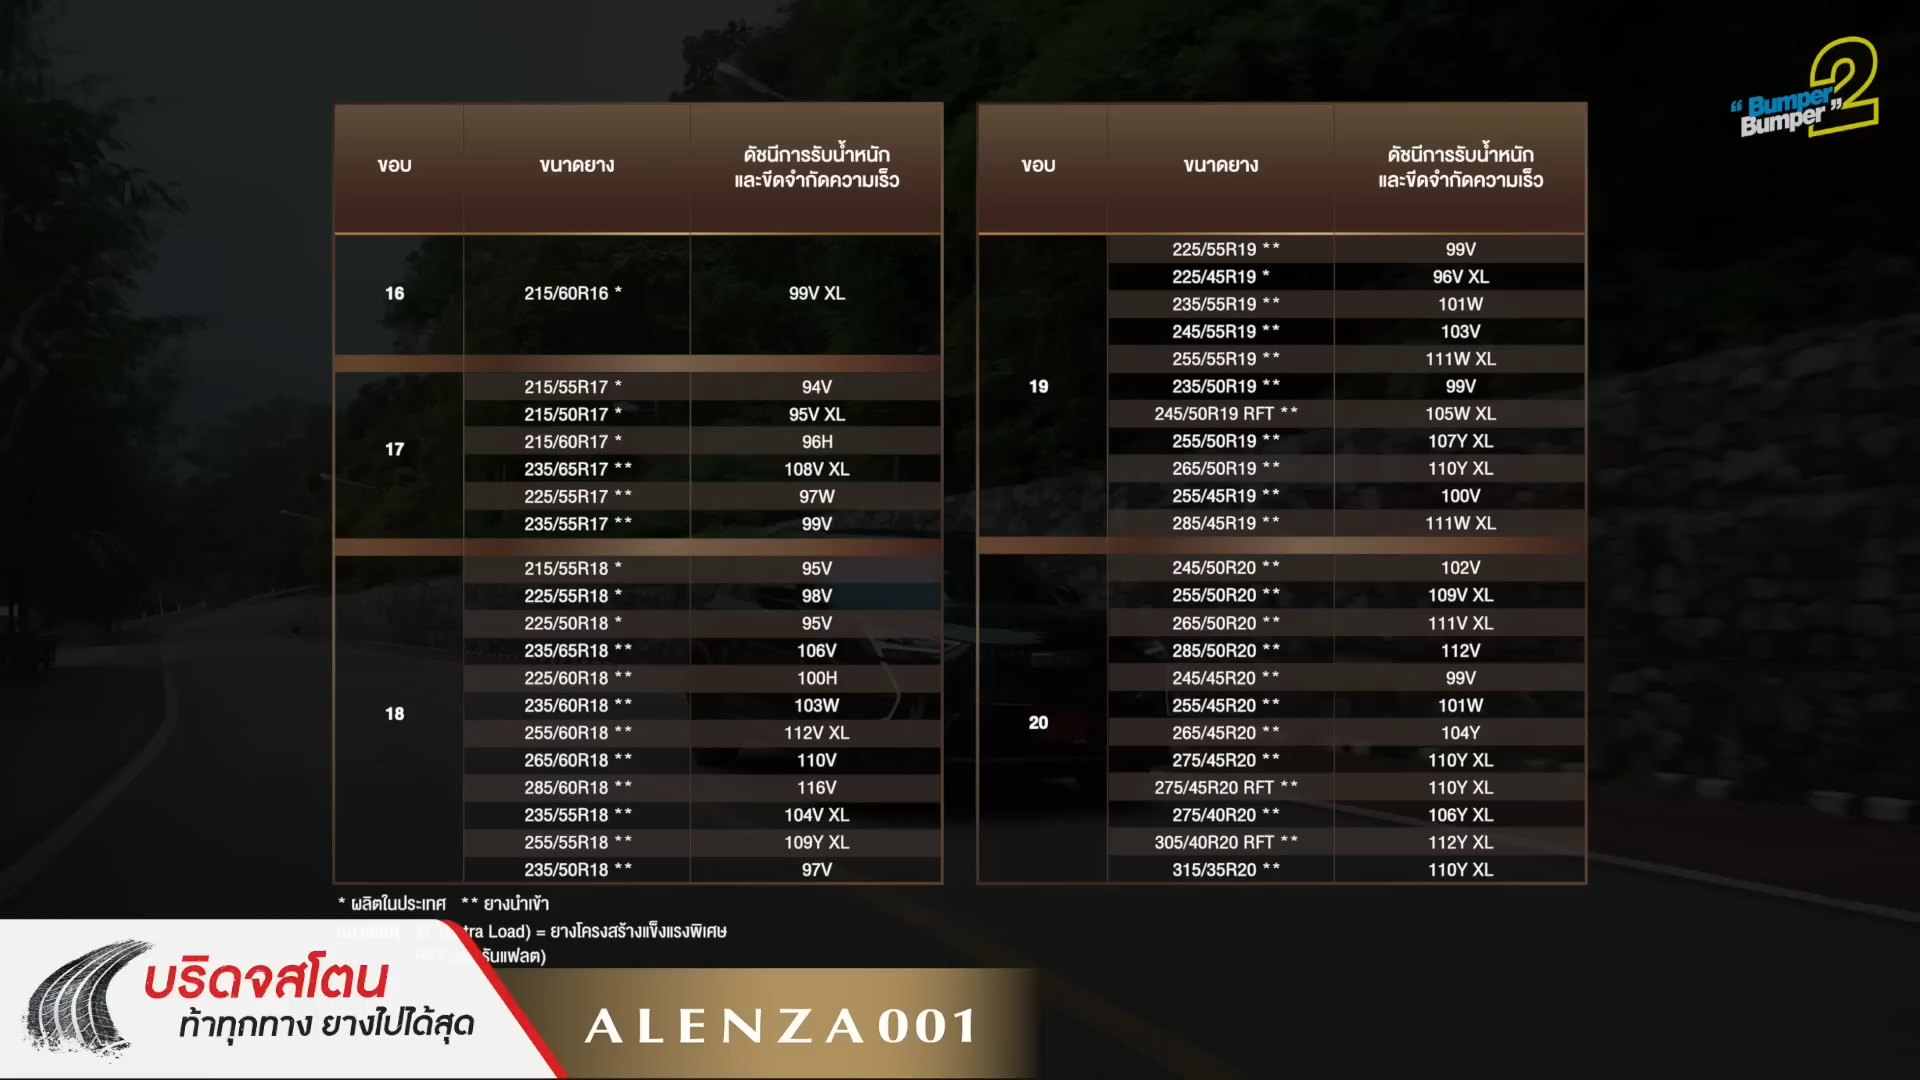 “ Bumper
Bumper ” 2
ขอบ ขนาดยาง ดัชนีการรับน้ำหนัก
และขีดจำกัดความเร็ว
16 215/60R16 * 99V XL
17
215/55R17 * 94V
215/50R17 * 95V XL
215/60R17 * 96H
235/65R17 ** 108V XL
225/55R17 ** 97W
235/55R17 ** 99V
18
215/55R18 * 95V
225/55R18 * 98V
225/50R18 * 95V
235/65R18 ** 106V
225/60R18 ** 100H
235/60R18 ** 103W
255/60R18 ** 112V XL
265/60R18 ** 110V
285/60R18 ** 116V
235/55R18 ** 104V XL
255/55R18 ** 109Y XL
235/50R18 ** 97V
ขอบ ขนาดยาง ดัชนีการรับน้ำหนัก
และขีดจำกัดความเร็ว
19
225/55R19 ** 99V
225/45R19 * 96V XL
235/55R19 ** 101W
245/55R19 ** 103V
255/55R19 ** 111W XL
235/50R19 ** 99V
245/50R19 RFT ** 105W XL
255/50R19 ** 107Y XL
265/50R19 ** 110Y XL
255/45R19 ** 100V
285/45R19 ** 111W XL
20
245/50R20 ** 102V
255/50R20 ** 109V XL
265/50R20 ** 111V XL
285/50R20 ** 112V
245/45R20 ** 99V
255/45R20 ** 101W
265/45R20 ** 104Y
275/45R20 ** 110Y XL
275/45R20 RFT ** 110Y XL
275/40R20 ** 106Y XL
305/40R20 RFT ** 112Y XL
315/35R20 ** 110Y XL
* ผลิตในประเทศ ** ยางนำเข้า
Load) = ยางโครงสร้างแข็งแรงพิเศษ
รันแฟลต)
บริดจสโตน
ท้าทุกทาง ยางไปได้สุด
ALENZA001